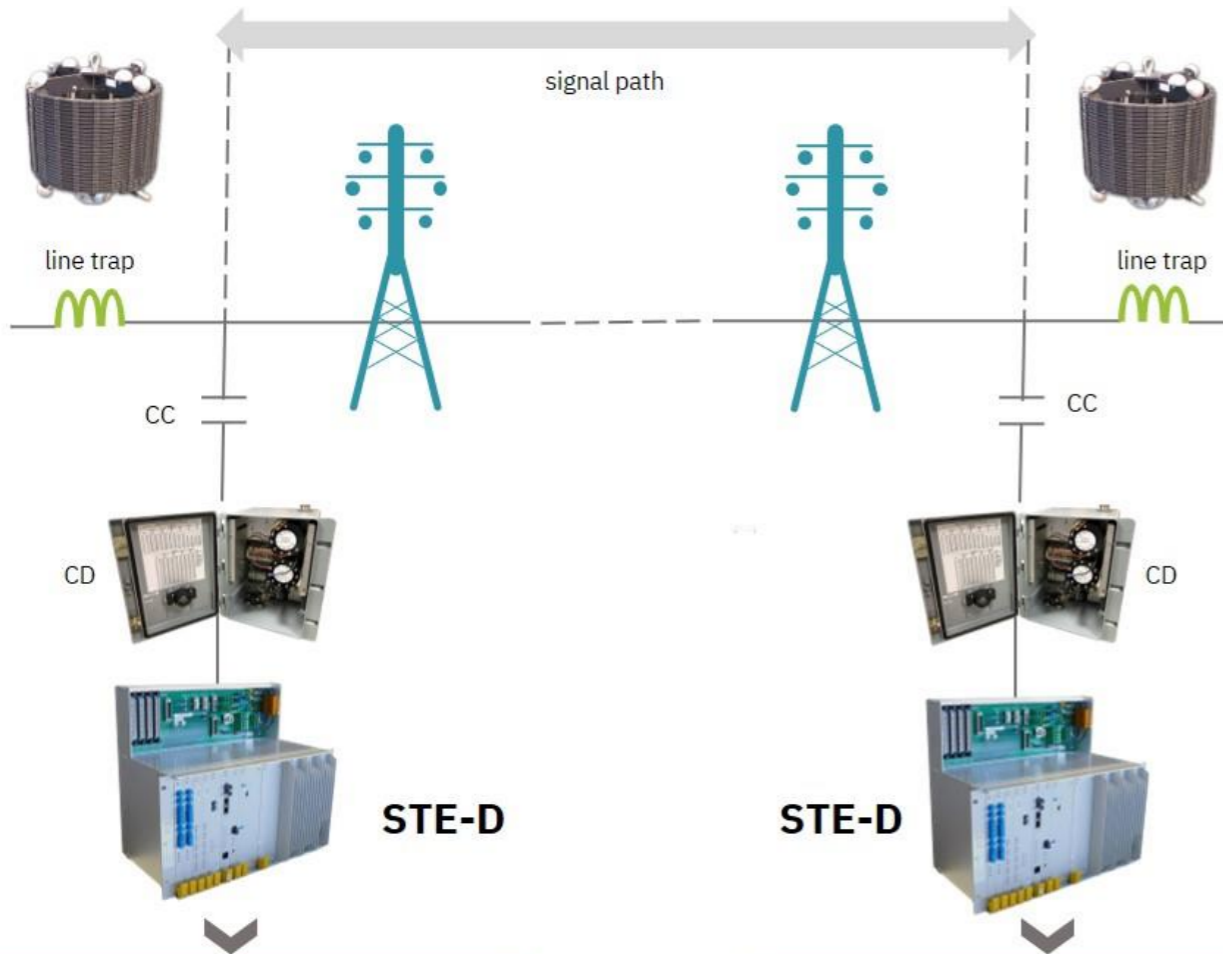 signal path
line trap
line trap
CC
CC
CD
CD
STE-D
STE-D